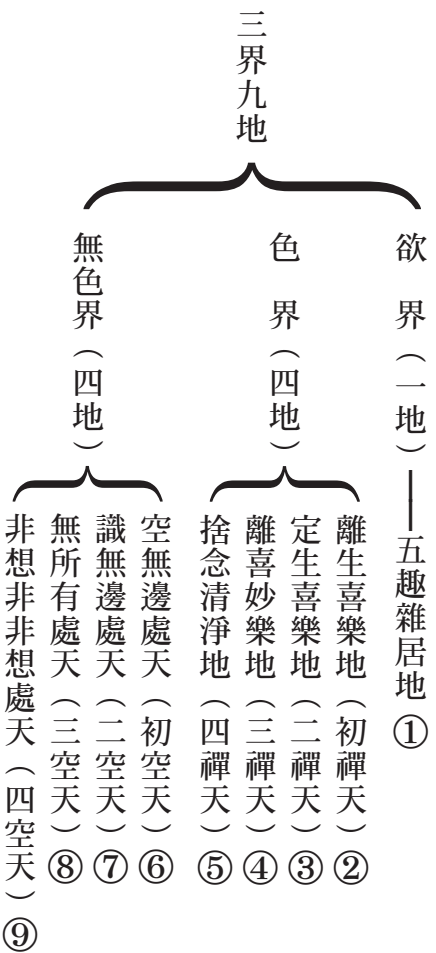 三界九地
欲界（一地）——五趣雜居地①
色界（四地）
離生喜樂地（初禪天）②
定生喜樂地（二禪天）③
離喜妙樂地（三禪天）④
捨念清淨地（四禪天）⑤
無色界（四地）
空無邊處天（初空天）⑥
識無邊處天（二空天）⑦
無所有處天（三空天）⑧
非想非非想處天（四空天）⑨